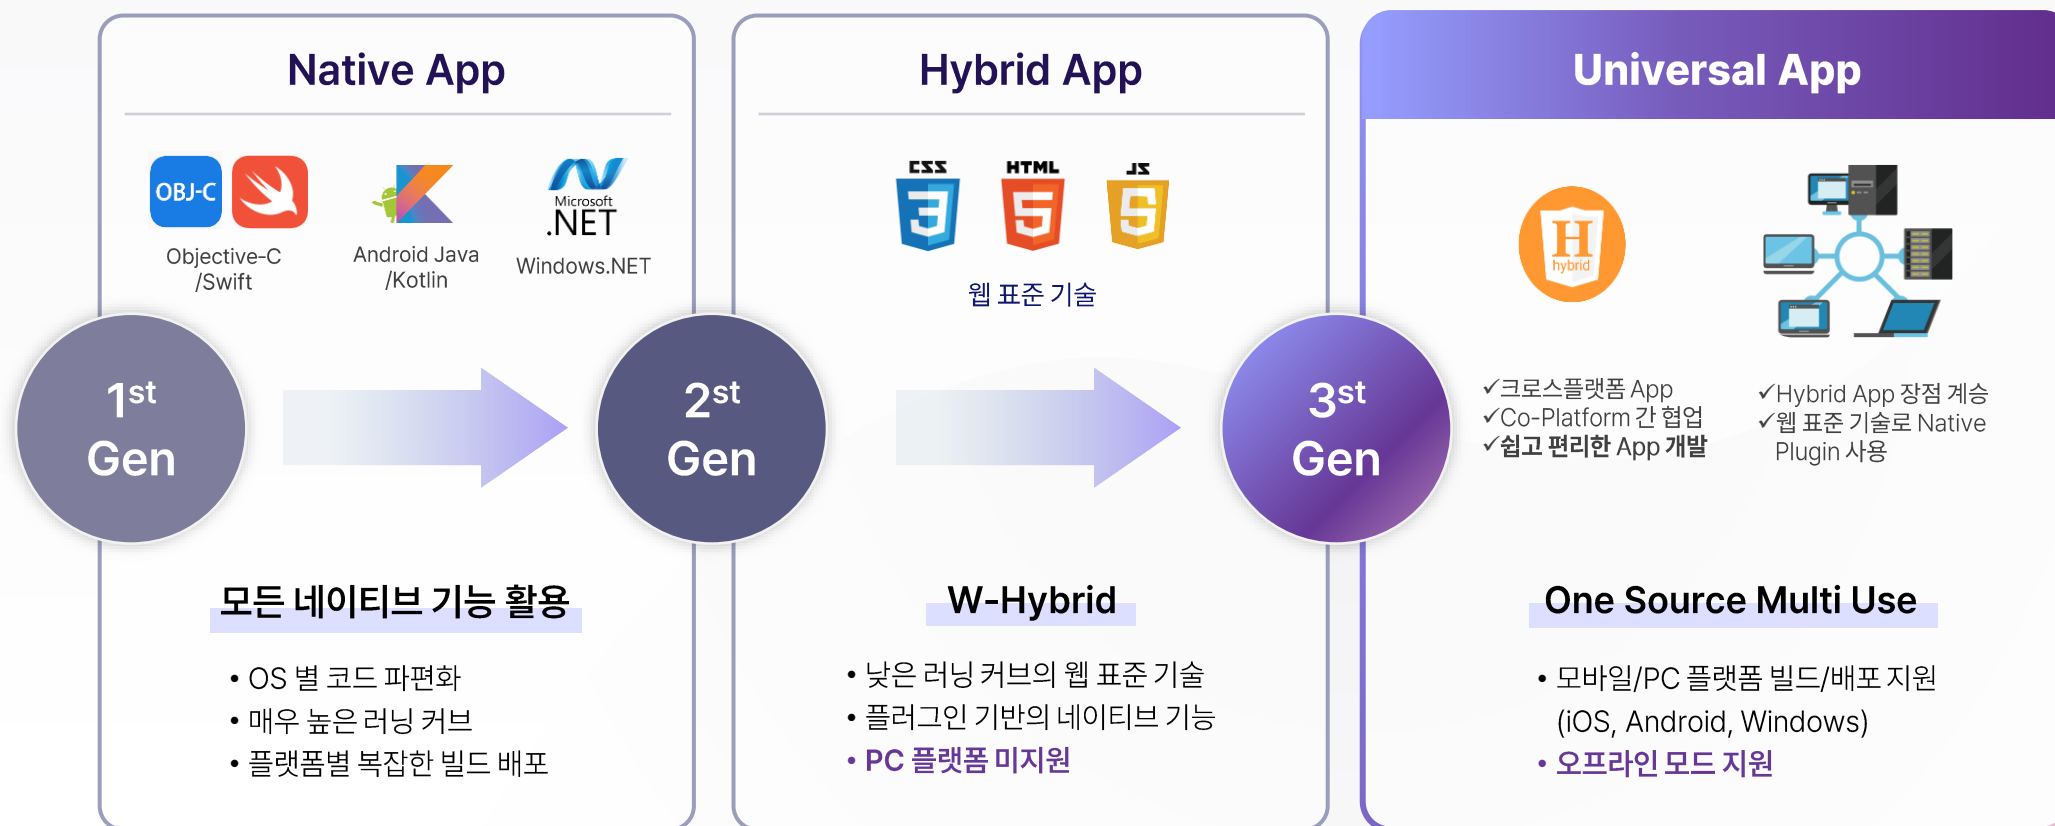 Native App
OBJ-C
Microsoft
.NET
Objective-C
/Swift
Android Java
/Kotlin
Windows.NET
1st
Gen
모든 네이티브 기능 활용
• OS 별 코드 파편화
• 매우 높은 러닝 커브
• 플랫폼별 복잡한 빌드 배포
Hybrid App
CSS
3
HTML
5
JS
5
웹 표준 기술
2st
Gen
W-Hybrid
• 낮은 러닝 커브의 웹 표준 기술
• 플러그인 기반의 네이티브 기능
• PC 플랫폼 미지원
Universal App
H
hybrid
3st
Gen
✓크로스플랫폼 App
✓Co-Platform 간 협업
✓쉽고 편리한 App 개발
✓Hybrid App 장점 계승
✓웹 표준 기술로 Native
Plugin 사용
One Source Multi Use
• 모바일/PC 플랫폼 빌드/배포 지원
(iOS, Android, Windows)
• 오프라인 모드 지원